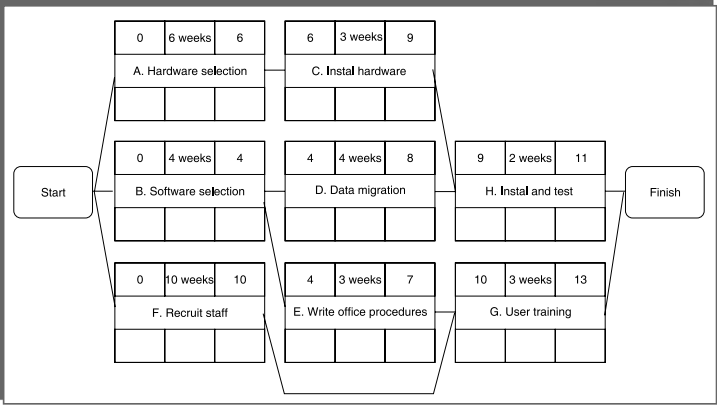 0 6 weeks 6
A. Hardware selection
6 3 weeks 9
C. Instal hardware
0 4 weeks 4
B. Software selection
4 4 weeks 8
D. Data migration
9 2 weeks 11
H. Instal and test
Start
Finish
0 10 weeks 10
F. Recruit staff
4 3 weeks 7
E. Write office procedures
10 3 weeks 13
G. User training